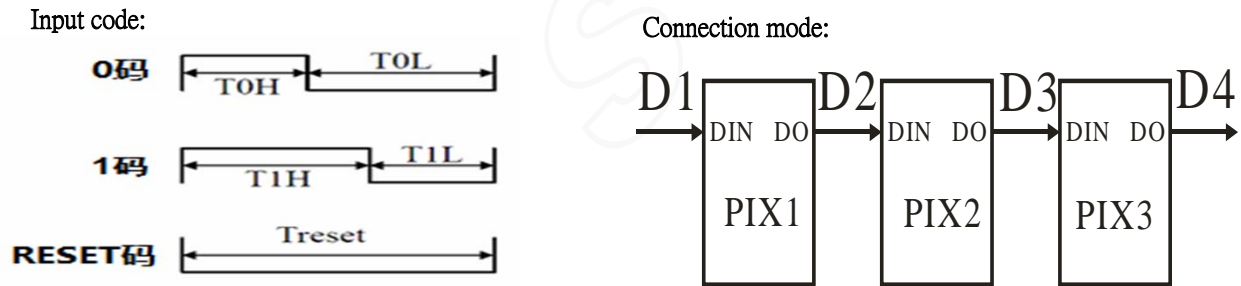 Input code:
0码
T0H
T0L
1码
T1H
T1L
RESET码
Treset
Connection mode:
D1
D2
D3
D4
DIN DO
DIN DO
DIN DO
PIX1
PIX2
PIX3